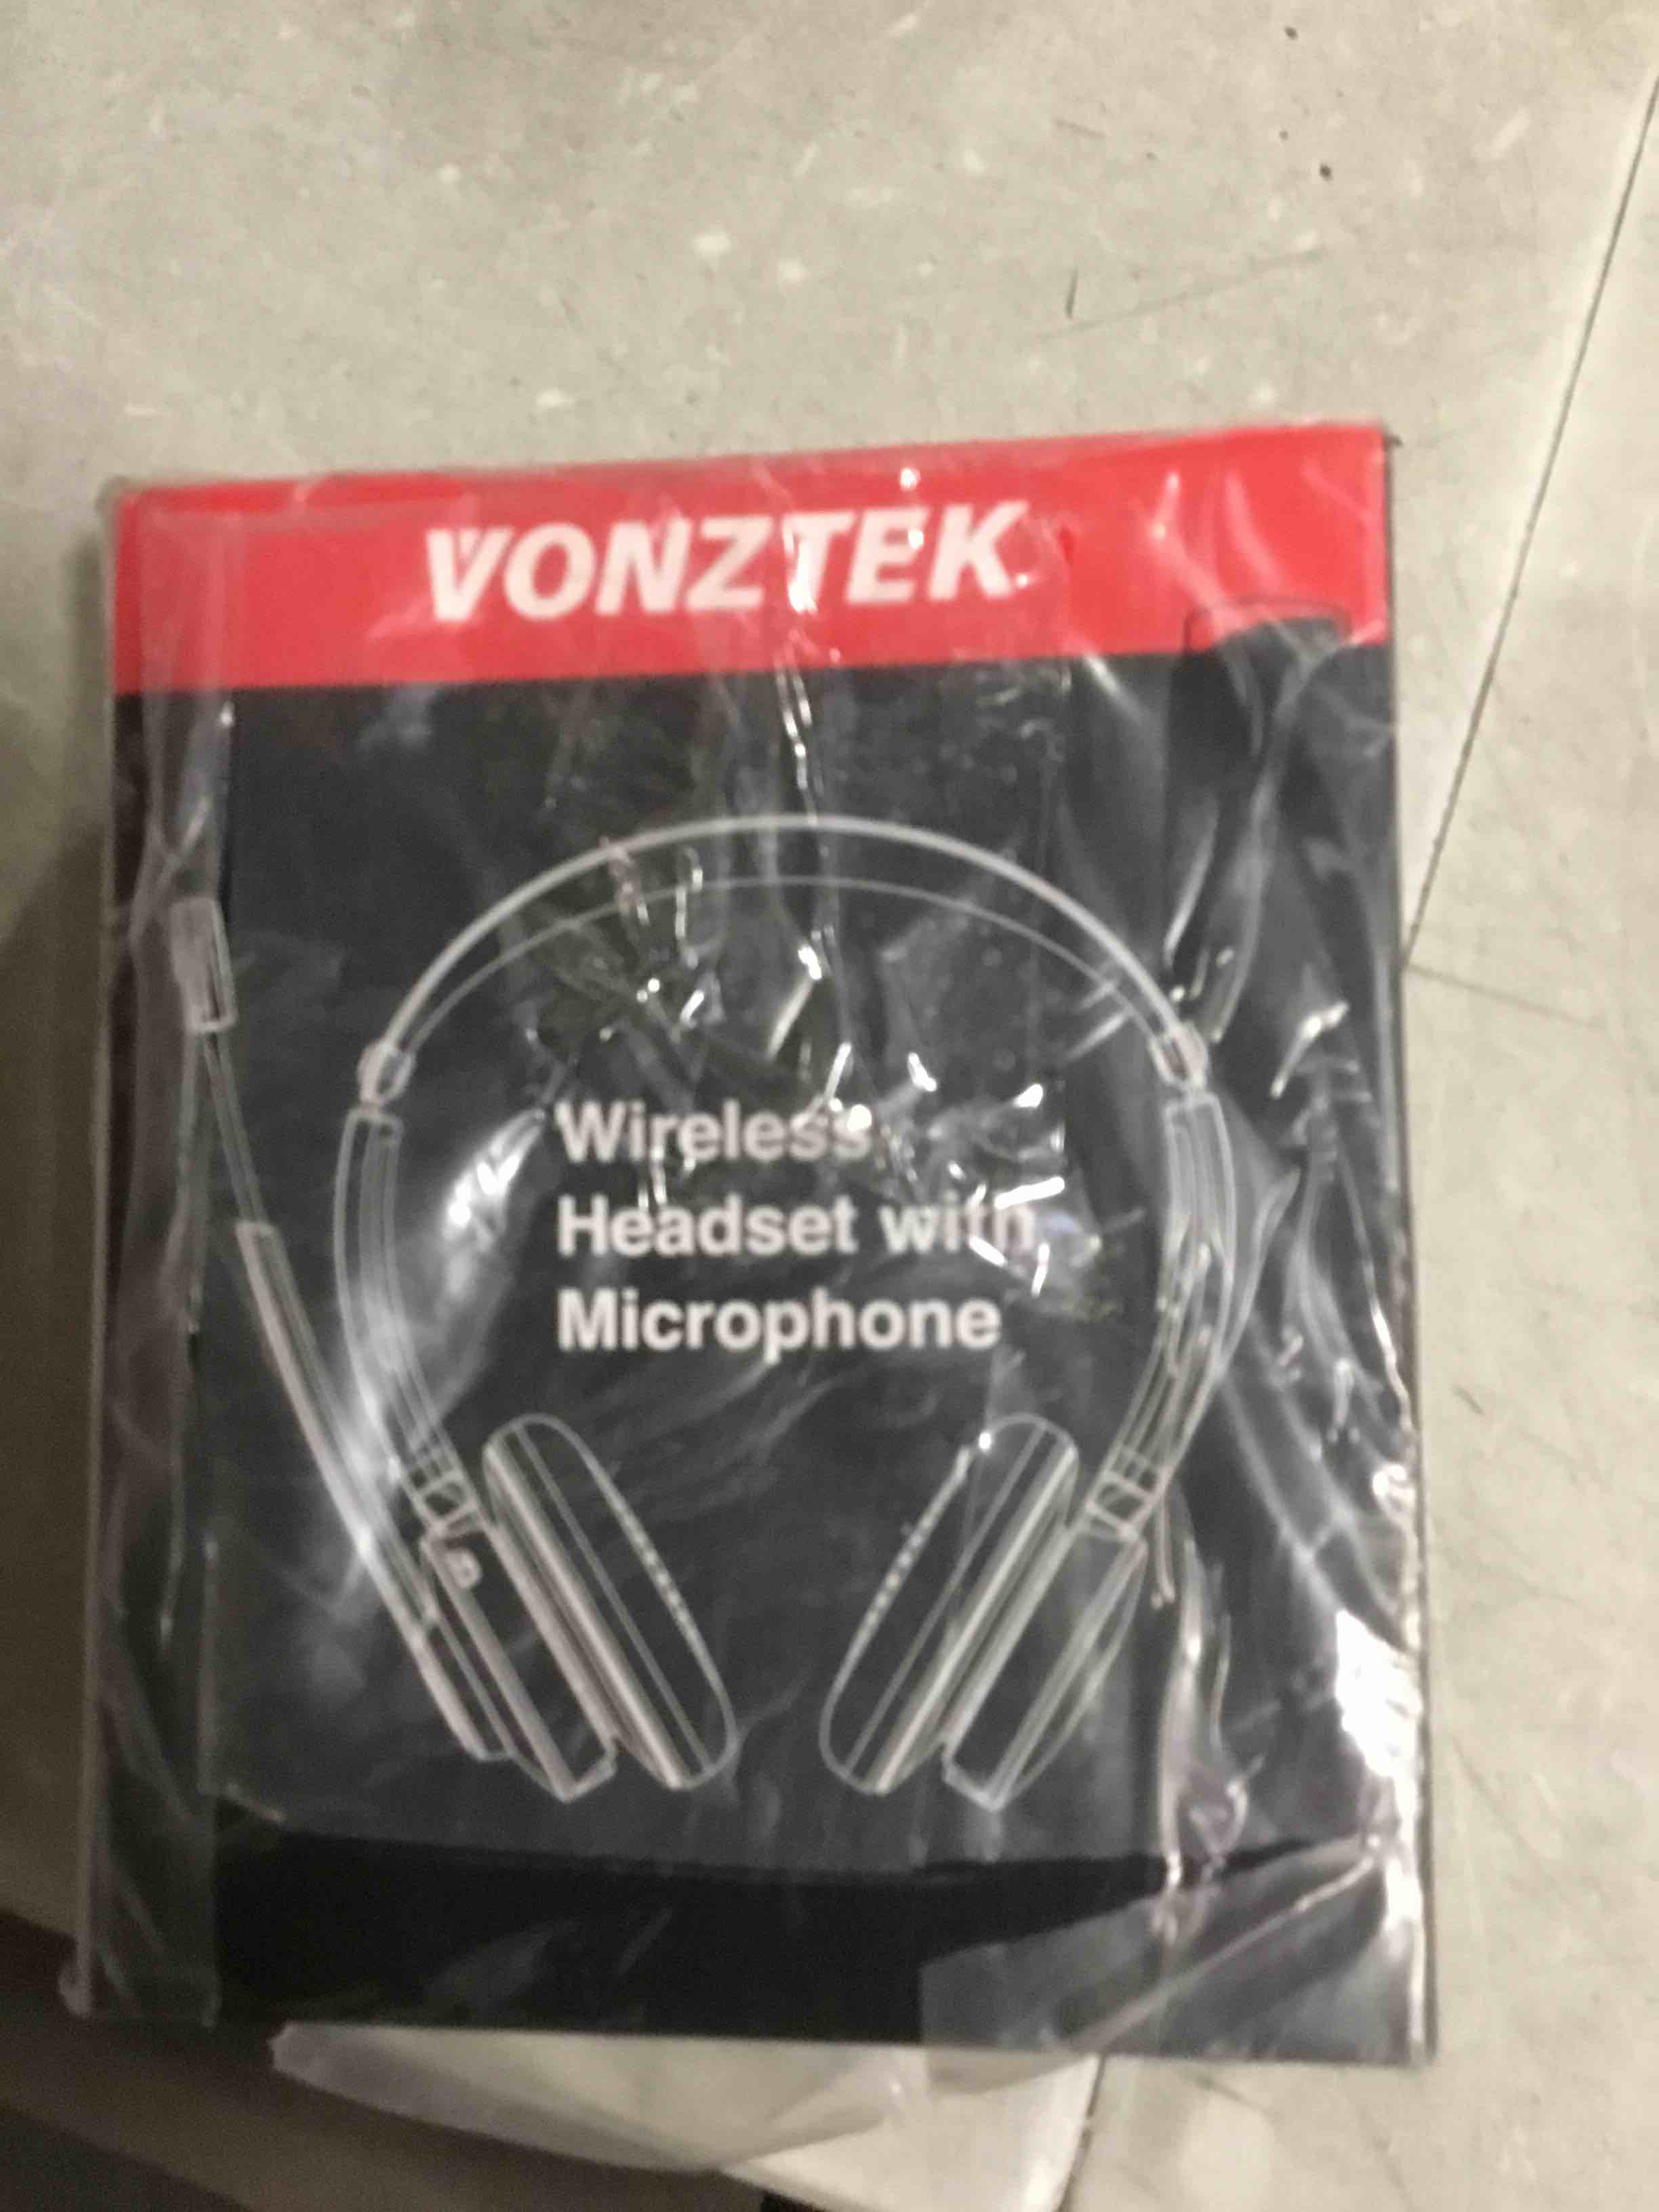 VONZTEK
Wireless
Headset with
Microphone